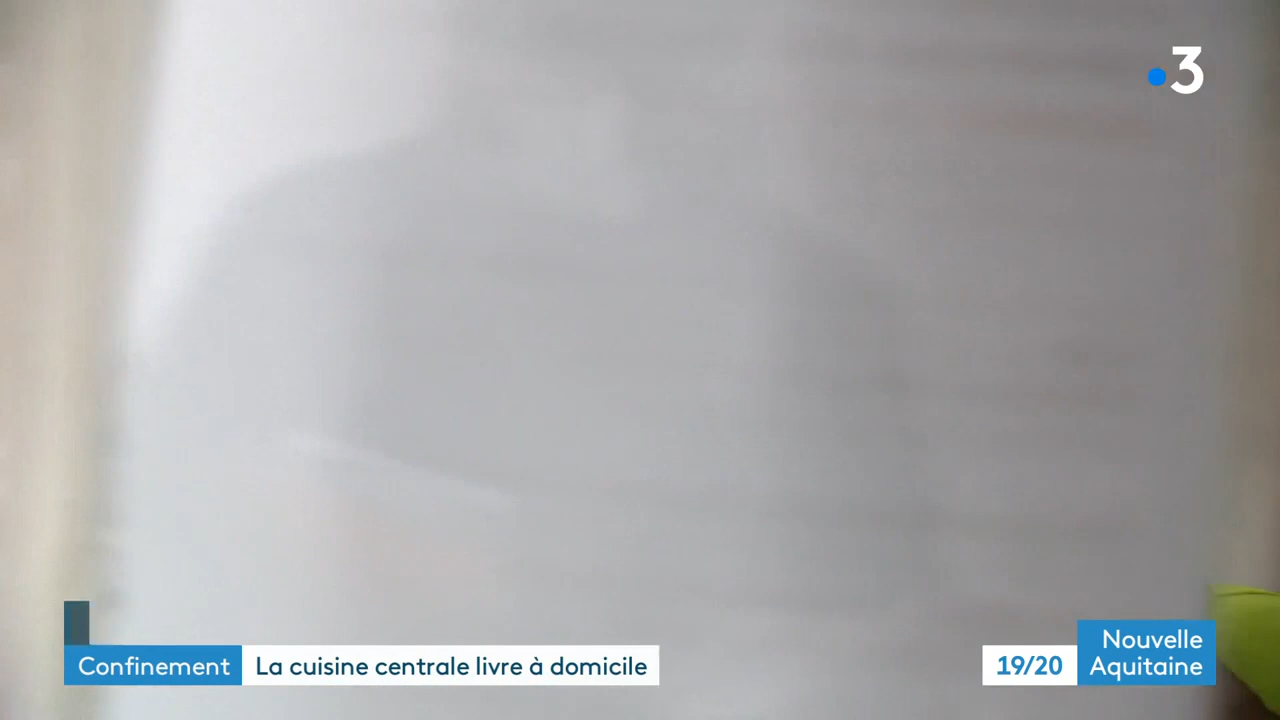 3
Confinement
La cuisine centrale livre à domicile
19/20
Nouvelle
Aquitaine